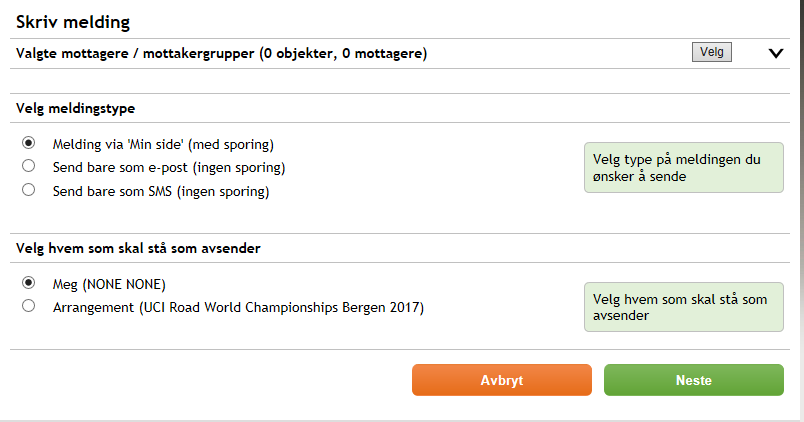 Skriv melding
Valgte mottagere / mottakergrupper (0 objekter, 0 mottagere)
Velg
Velg meldingstype
Melding via 'Min side' (med sporing)
Send bare som e-post (ingen sporing)
Send bare som SMS (ingen sporing)
Velg type på meldingen du
ønsker å sende
Velg hvem som skal stå som avsender
Meg (NONE NONE)
Arrangement (UCI Road World Championships Bergen 2017)
Velg hvem som skal stå som
avsender
Avbryt
Neste